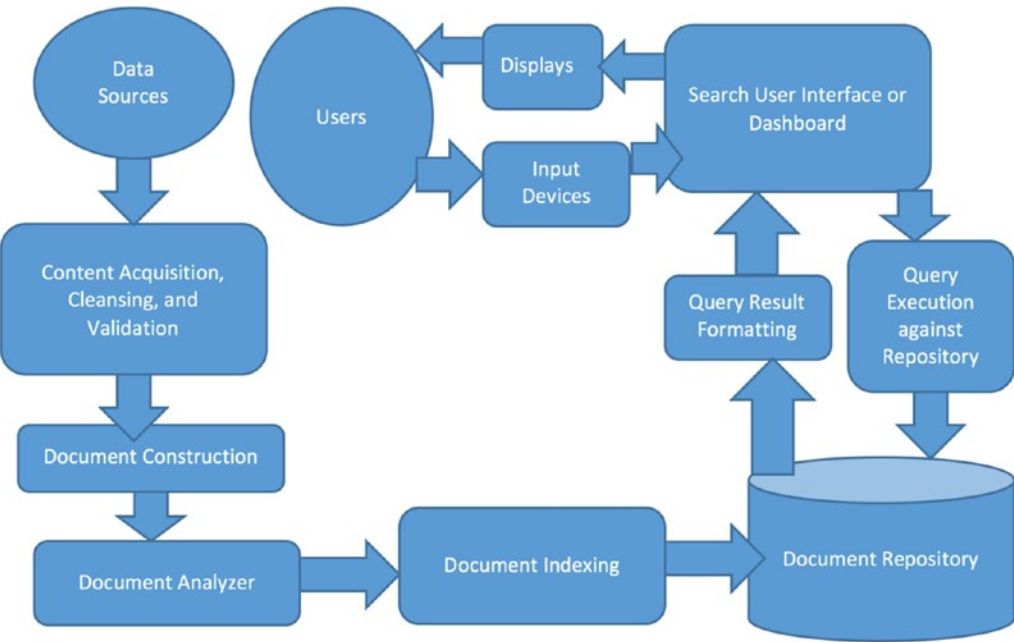 Data
Sources
Users
Displays
Search User Interface or
Dashboard
Input
Devices
Content Acquisition,
Cleansing, and
Validation
Query Result
Formatting
Query
Execution
against
Repository
Document Construction
Document Analyzer
Document Indexing
Document Repository